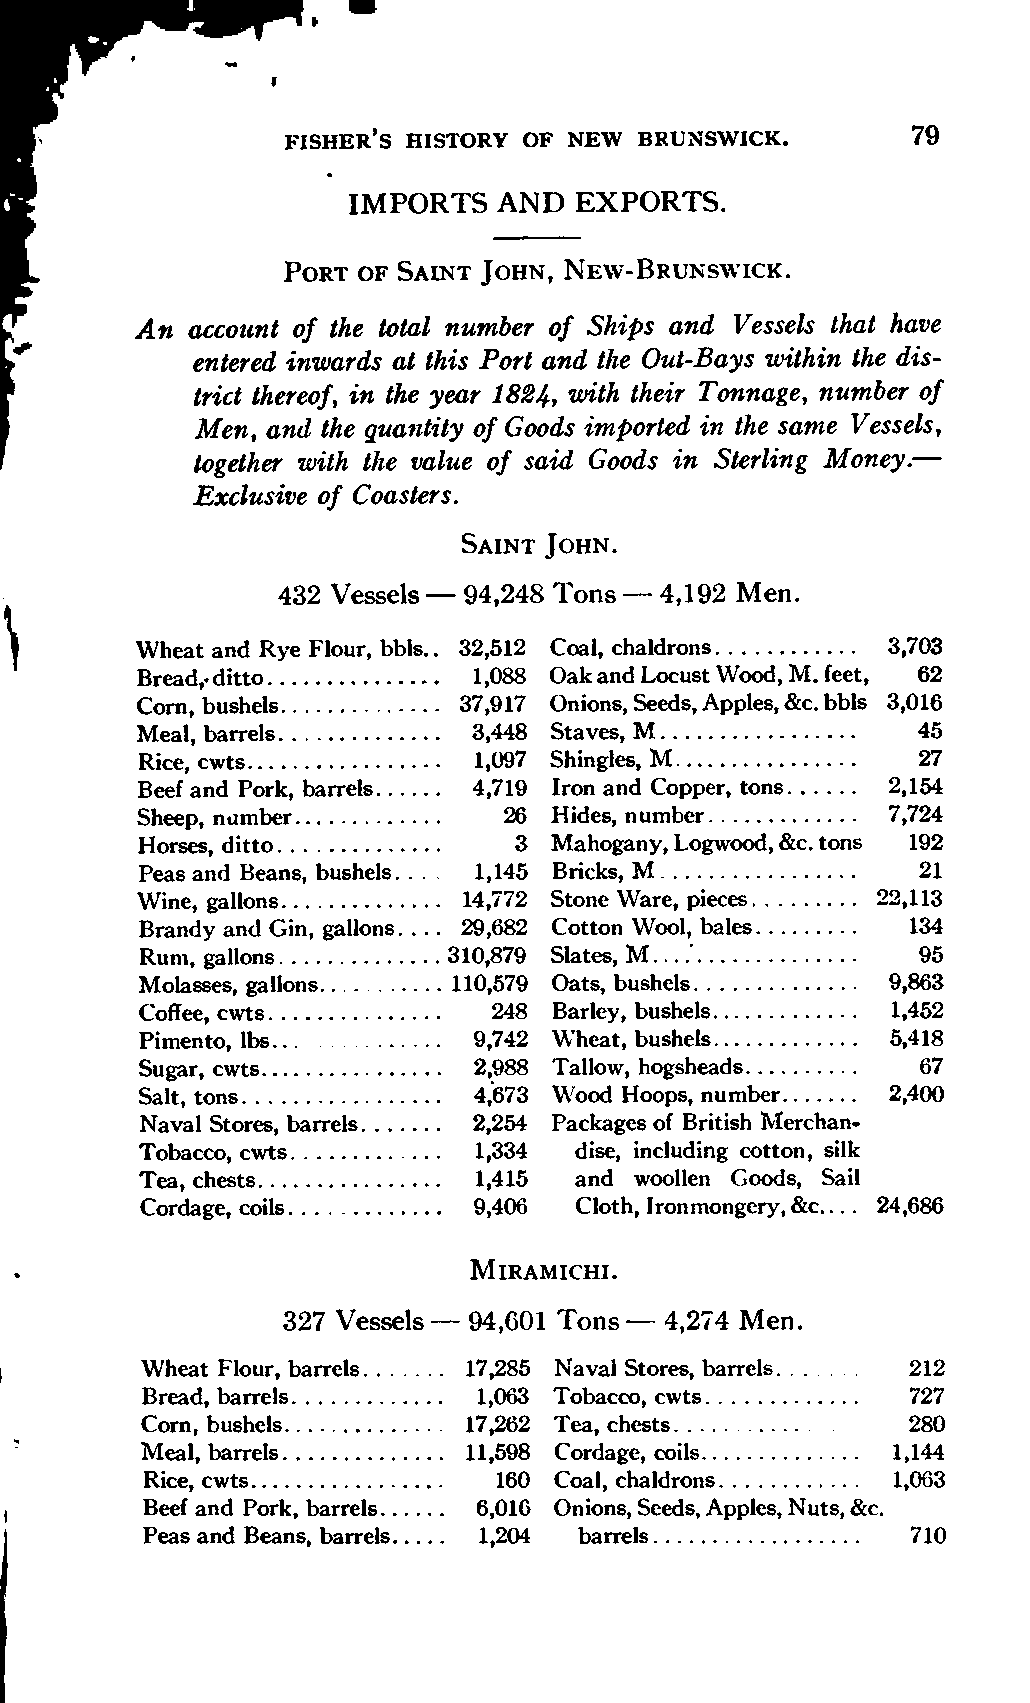 FISHER'S HISTORY OF NEW BRUNSWICK. 79
IMPORTS AND EXPORTS.
PORT OF SAINT JOHN, NEW-BRUNSWICK.
An account of the total number of Ships and Vessels that have
entered inwards at this Port and the Out-Bays within the dis-
trict thereof, in the year 1824, with their Tonnage, number of
Men, and the quantity of Goods imported in the same Vessels,
together with the value of said Goods in Sterling Money.—
Exclusive of Coasters.
SAINT JOHN.
432 Vessels — 94,248 Tons — 4,192 Men.
Wheat and Rye Flour, bbls.. 32,512
Bread, ditto............... 1,088
Corn, bushels.............. 37,917
Meal, barrels.............. 3,448
Rice, cwts................. 1,097
Beef and Pork, barrels...... 4,719
Sheep, number............. 26
Horses, ditto.............. 3
Peas and Beans, bushels.... 1,145
Wine, gallons.............. 14,772
Brandy and Gin, gallons.... 29,682
Rum, gallons.............. 310,879
Molasses, gallons........... 110,579
Coffee, cwts............... 248
Pimento, lbs... ......... 9,742
Sugar, cwts................ 2,988
Salt, tons.................. 4,673
Naval Stores, barrels....... 2,254
Tobacco, cwts............. 1,334
Tea, chests................ 1,415
Cordage, coils............. 9,406
Coal, chaldrons............ 3,703
Oak and Locust Wood, M. feet, 62
Onions, Seeds, Apples, &c. bbls 3,016
Staves, M................. 45
Shingles, M................ 27
Iron and Copper, tons...... 2,154
Hides, number............. 7,724
Mahogany, Logwood, &c. tons 192
Bricks, M................. 21
Stone Ware, pieces......... 22,113
Cotton Wool, bales......... 134
Slates, M.................. 95
Oats, bushels.............. 9,863
Barley, bushels............. 1,452
Wheat, bushels............. 5,418
Tallow, hogsheads.......... 67
Wood Hoops, number....... 2,400
Packages of British Merchan-
dise, including cotton, silk
and woollen Goods, Sail
Cloth, Ironmongery, &c.... 24,686
MIRAMICHI.
327 Vessels — 94,601 Tons — 4,274 Men.
Wheat Flour, barrels....... 17,285
Bread, barrels............. 1,063
Corn, bushels.............. 17,262
Meal, barrels.............. 11,598
Rice, cwts................. 160
Beef and Pork, barrels...... 6,016
Peas and Beans, barrels..... 1,204
Naval Stores, barrels....... 212
Tobacco, cwts............. 727
Tea, chests.............. 280
Cordage, coils.............. 1,144
Coal, chaldrons............ 1,063
Onions, Seeds, Apples, Nuts, &c.
barrels.................. 710